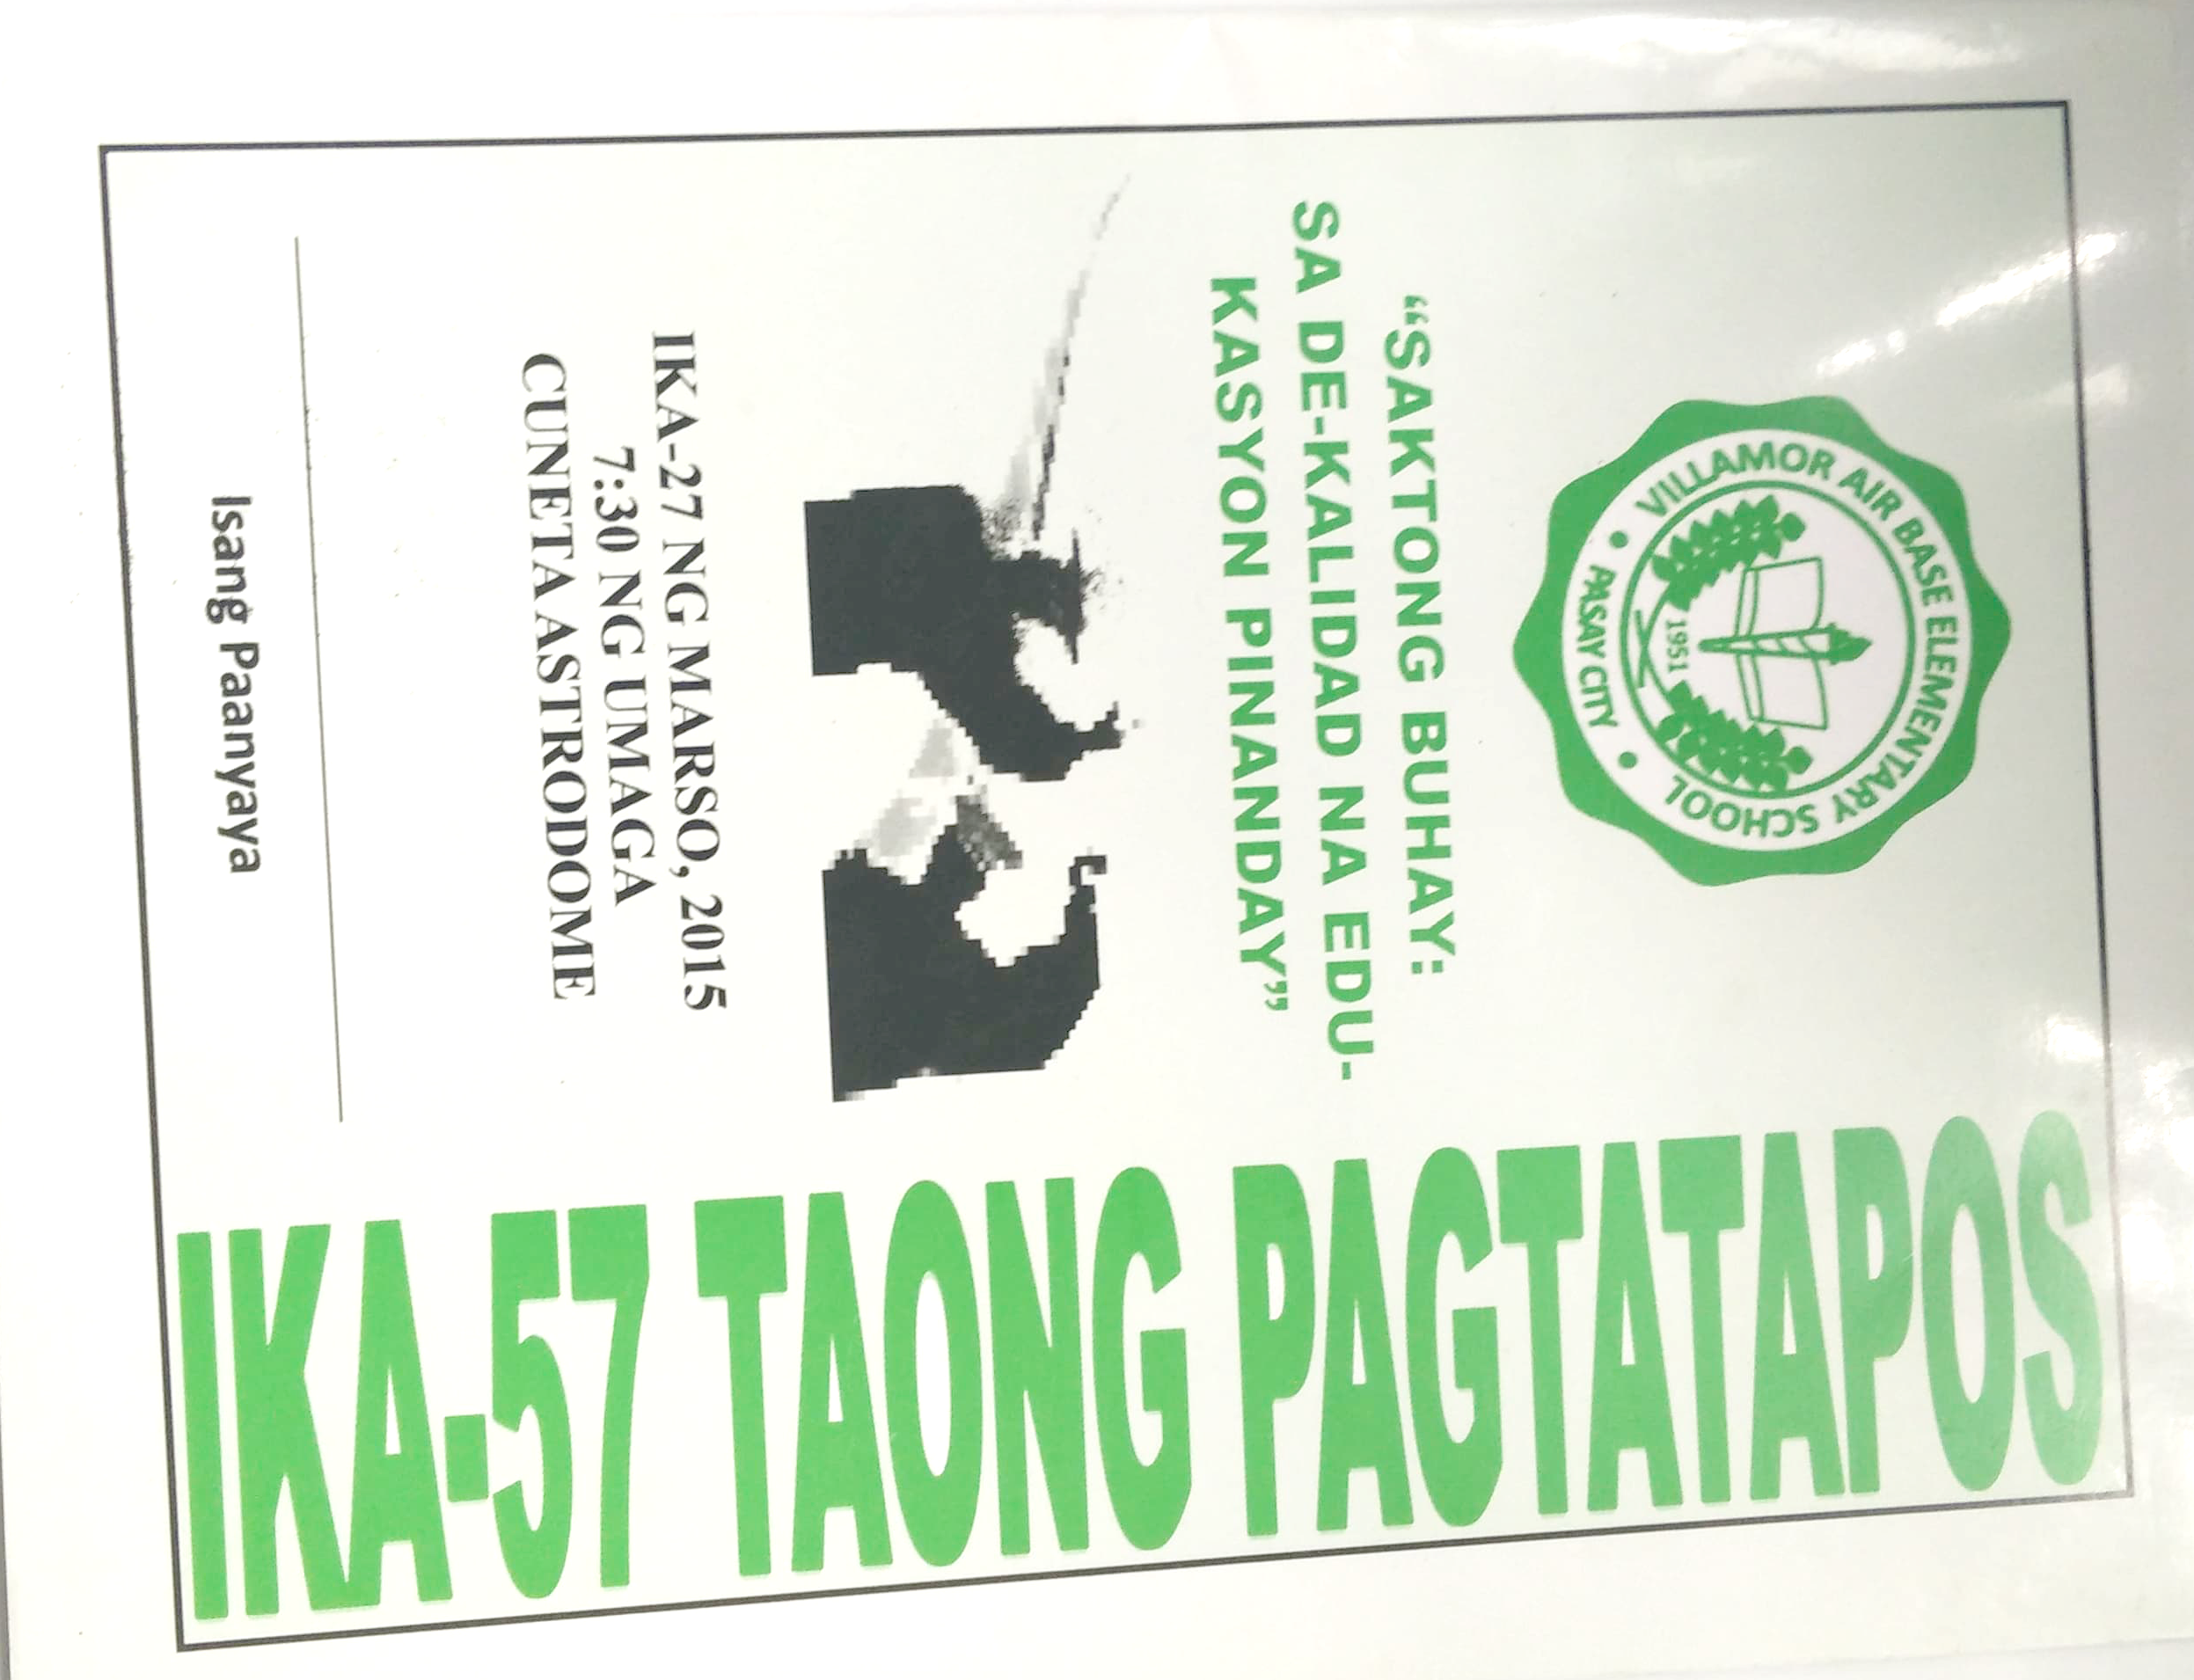 VILLAMOR AIR BASE ELEMENTARY SCHOOL
1951
• PASAY CITY •
“SAKTONG BUHAY:
SA DE-KALIDAD NA EDU-
KASYON PINANDAY”
IKA-27 NG MARSO, 2015
7:30 NG UMAGA
CUNETA ASTRODOME
Isang Paanyaya
IKA-57 TAONG PAGTATAPOS